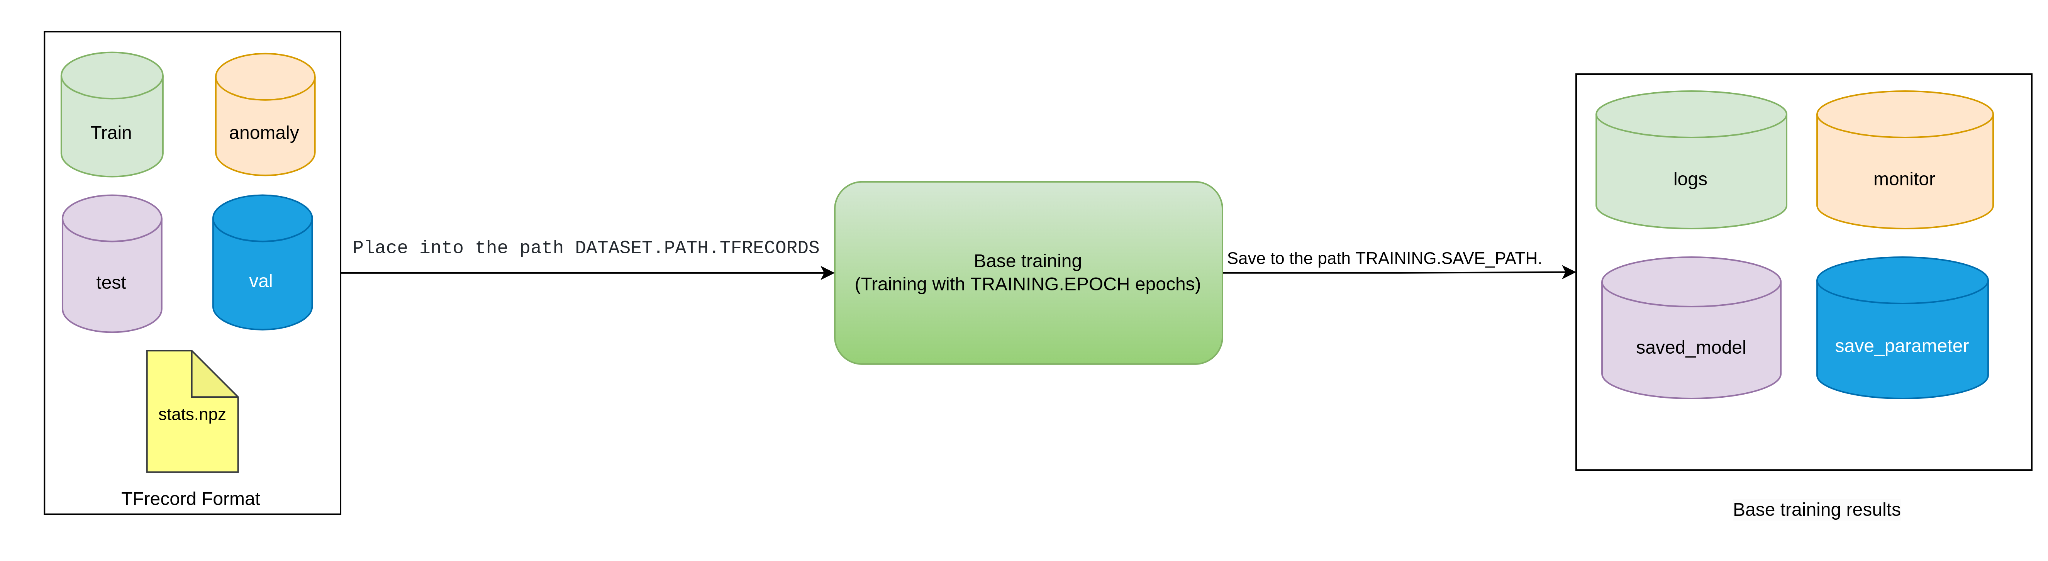 Train
anomaly
test
val
stats.npz
TFrecord Format
Place into the path DATASET.PATH.TFRECORDS
Base training
(Training with TRAINING.EPOCH epochs)
Save to the path TRAINING.SAVE_PATH.
logs
monitor
saved_model
save_parameter
Base training results